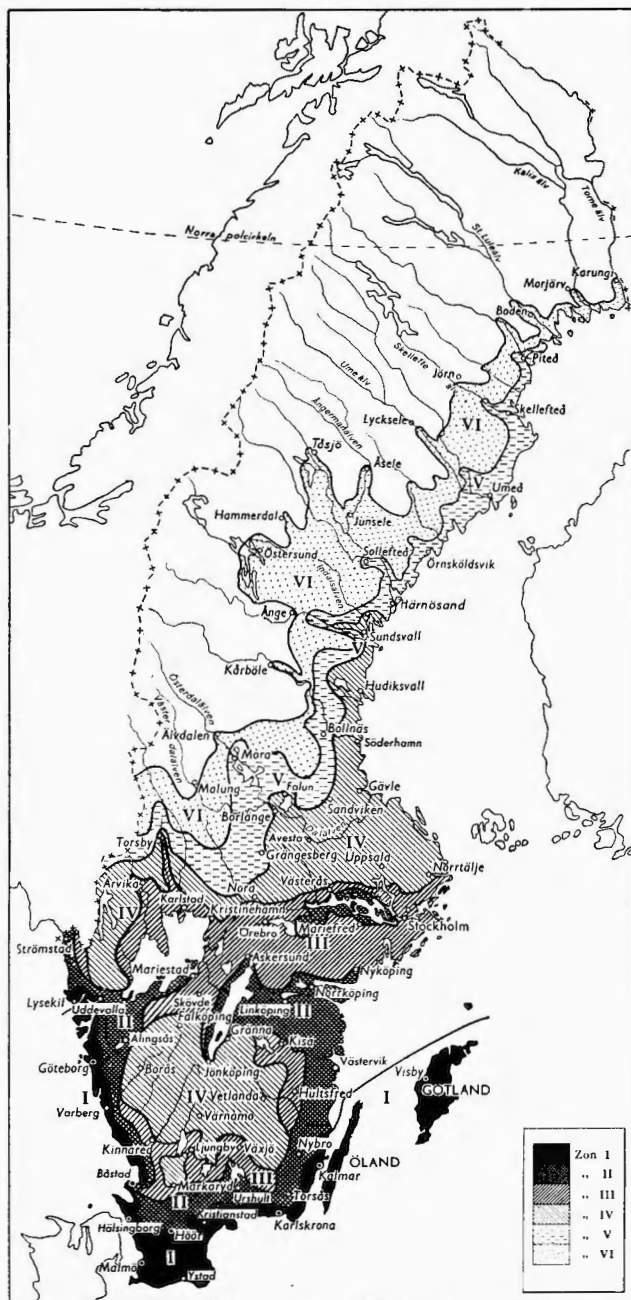 Norra polcirkeln
Kalix älv
Torne älv
St. Lule älv
Karungi
Morjärv
Boden
Piteå
Skellefte älv
Jörn
Skellefteå
Ume älv
Lycksele
VI
Ångermanälven
Tåsjö
Åsele
V
Umeå
Hammerdal
Junsele
Östersund
Sollefteå
Indalsälven
Örnsköldsvik
VI
Härnösand
Ånge
Sundsvall
V
Kårböle
Hudiksvall
Österdalälven
Väster dalälven
Älvdalen
Bollnäs
Söderhamn
Mora
V
Malung
Falun
Gävle
VI
Borlänge
Sandviken
Dalälven
Torsby
Avesta
IV
Grängesberg
Uppsala
Norrtälje
Arvika
Nora
Västerås
IV
Karlstad
Kristinehamn
Stockholm
Örebro
Mariefred
Strömstad
III
Askersund
Mariestad
Nyköping
Norrköping
Lysekil
Skövde
Uddevalla
II
Falköping
Linköping
II
Gränna
Alingsås
Kisa
Västervik
Göteborg
Borås
Jönköping
Visby
GOTLAND
I
IV
Vetlanda
Hultsfred
I
Varberg
Värnamo
Kinnared
Ljungby
Växjö
Nybro
ÖLAND
Båstad
Markaryd
III
Kalmar
II
Urshult
Torsås
Kristianstad
Karlskrona
Hälsingborg
Höör
I
Malmö
Ystad
Zon I
„ II
„ III
„ IV
„ V
„ VI